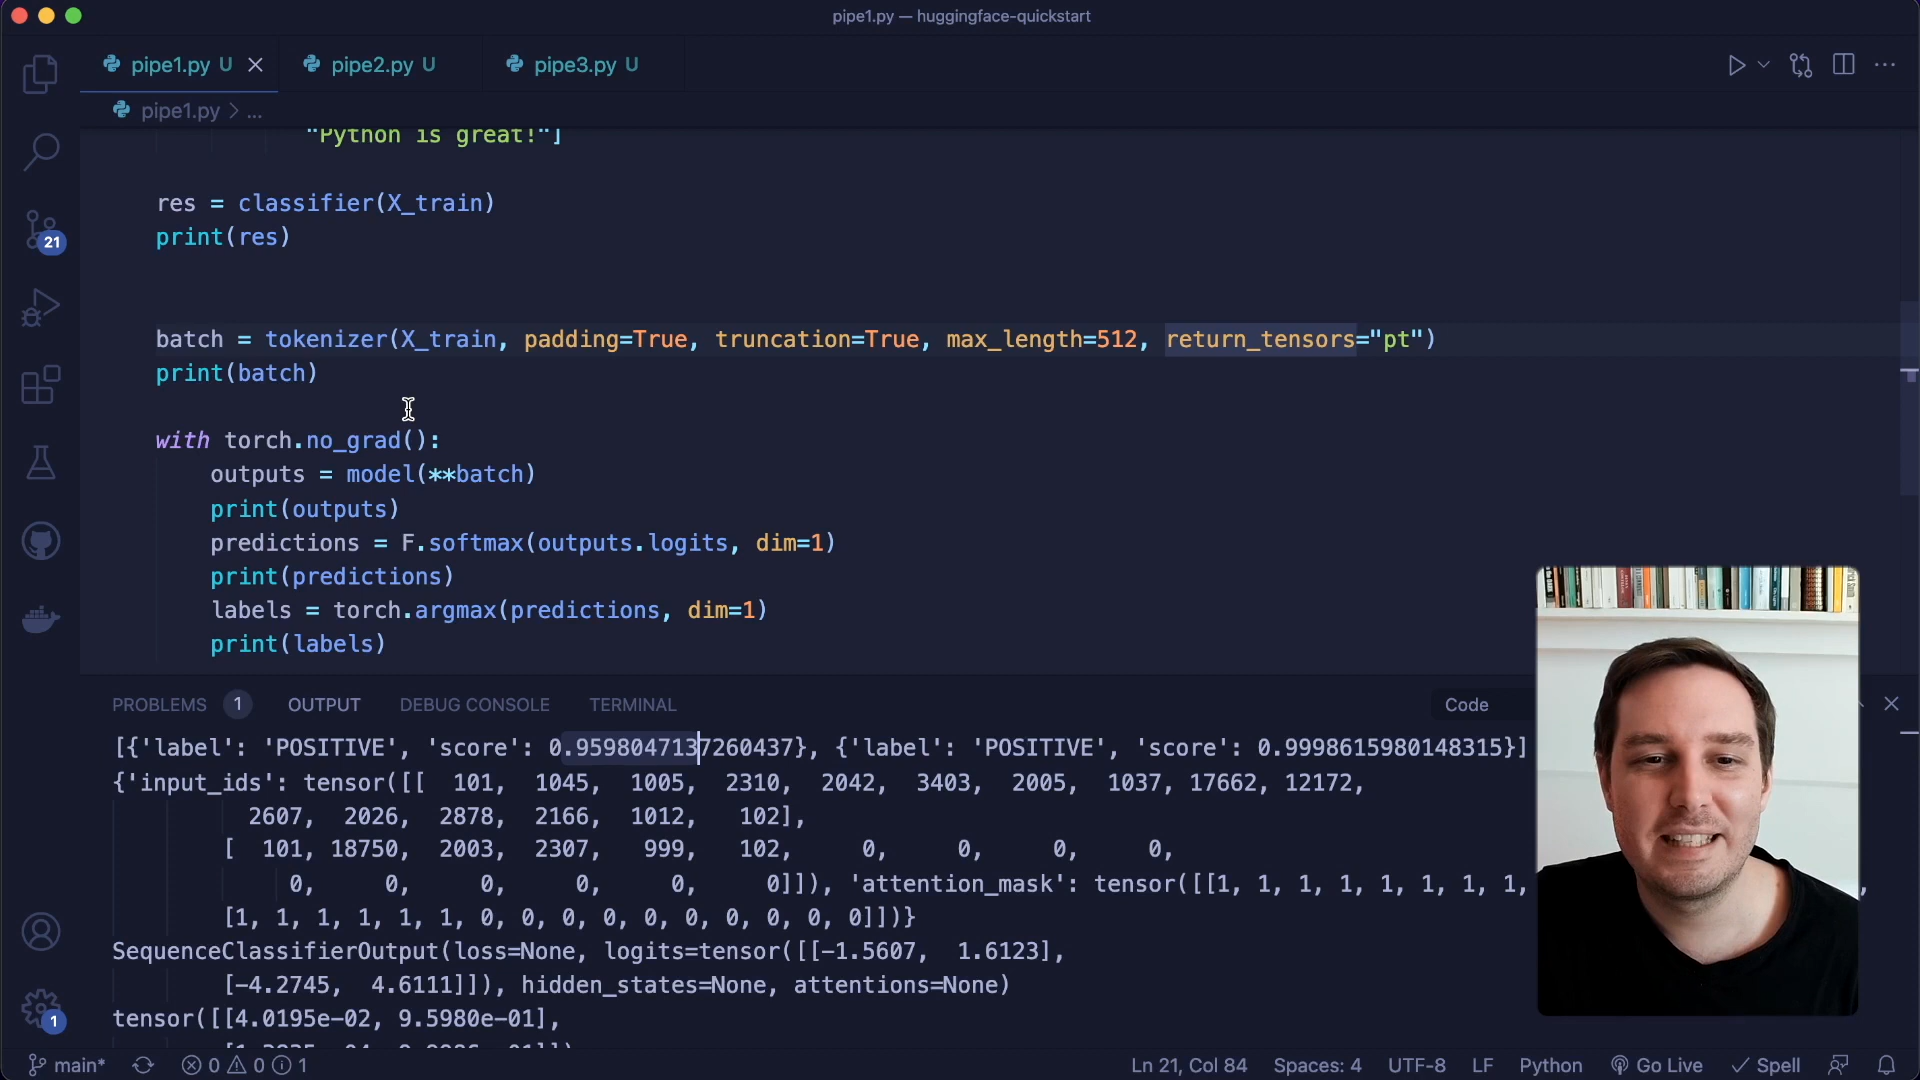 pipe1.py — huggingface-quickstart
pipe1.py U
pipe2.py U
pipe3.py U
pipe1.py > ...
"Python is great!"]
res = classifier(X_train)
print(res)
batch = tokenizer(X_train, padding=True, truncation=True, max_length=512, return_tensors="pt")
print(batch)
with torch.no_grad():
outputs = model(**batch)
print(outputs)
predictions = F.softmax(outputs.logits, dim=1)
print(predictions)
labels = torch.argmax(predictions, dim=1)
print(labels)
21
PROBLEMS 1 OUTPUT DEBUG CONSOLE TERMINAL Code
[{'label': 'POSITIVE', 'score': 0.9598047137260437}, {'label': 'POSITIVE', 'score': 0.9998615980148315}]
{'input_ids': tensor([[ 101, 1045, 1005, 2310, 2042, 3403, 2005, 1037, 17662, 12172,
2607, 2026, 2878, 2166, 1012, 102],
[ 101, 18750, 2003, 2307, 999, 102, 0, 0, 0, 0,
0, 0, 0, 0, 0, 0]]), 'attention_mask': tensor([[1, 1, 1, 1, 1, 1, 1, 1,
[1, 1, 1, 1, 1, 1, 0, 0, 0, 0, 0, 0, 0, 0, 0, 0]])}
SequenceClassifierOutput(loss=None, logits=tensor([[-1.5607, 1.6123],
[-4.2745, 4.6111]]), hidden_states=None, attentions=None)
tensor([[4.0195e-02, 9.5980e-01],
1
main* 0 0 1 Ln 21, Col 84 Spaces: 4 UTF-8 LF Python Go Live Spell